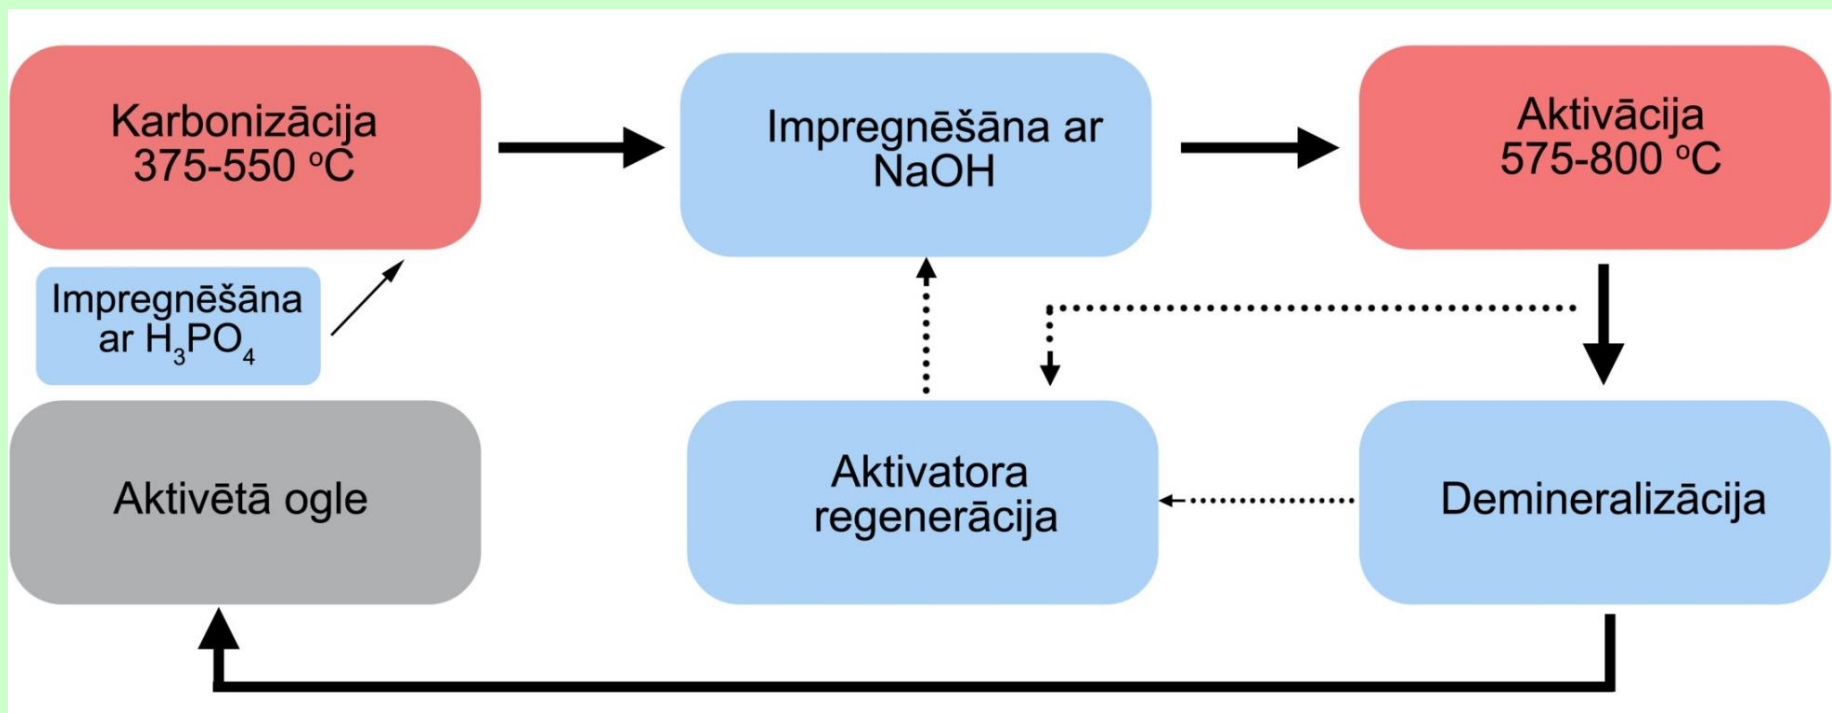 Karbonizācija
375-550 °C
Impregnēšāna ar
NaOH
Aktivācija
575-800 °C
Impregnēšāna
ar H₃PO₄
Aktivētā ogle
Aktivatora
regenerācija
Demineralizācija